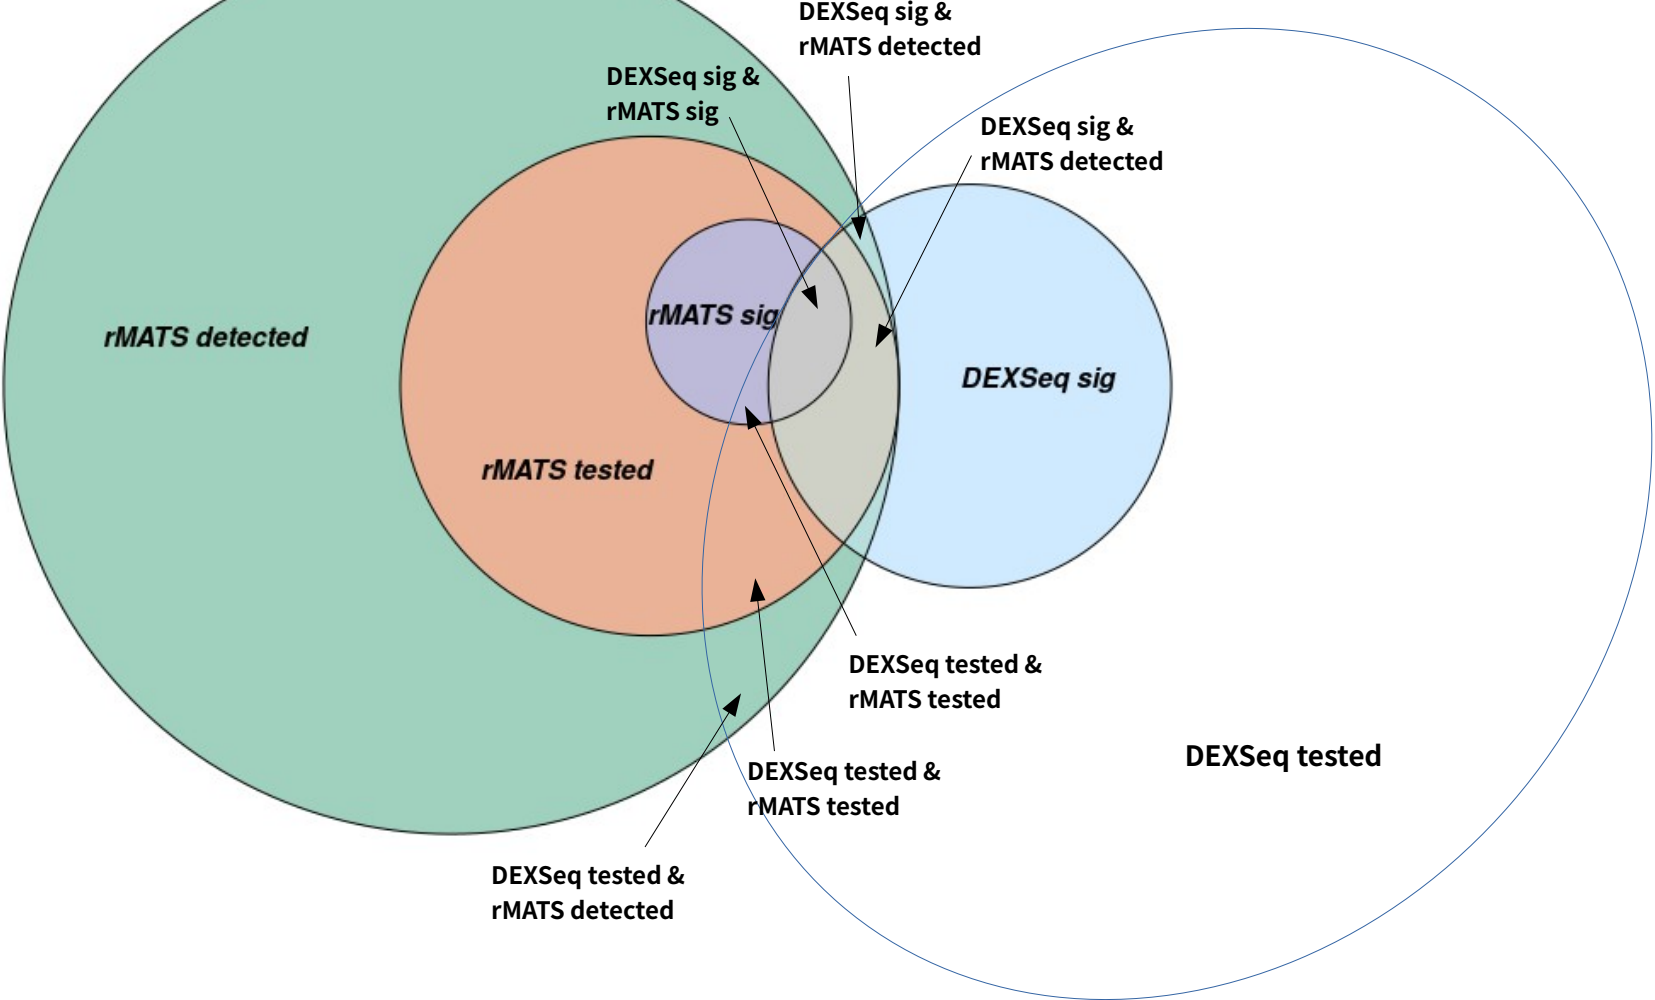 DEXSeq sig &
rMATS detected
DEXSeq sig &
rMATS sig
DEXSeq sig &
rMATS detected
rMATS detected
rMATS sig
DEXSeq sig
rMATS tested
DEXSeq tested &
rMATS tested
DEXSeq tested
DEXSeq tested &
rMATS tested
DEXSeq tested &
rMATS detected